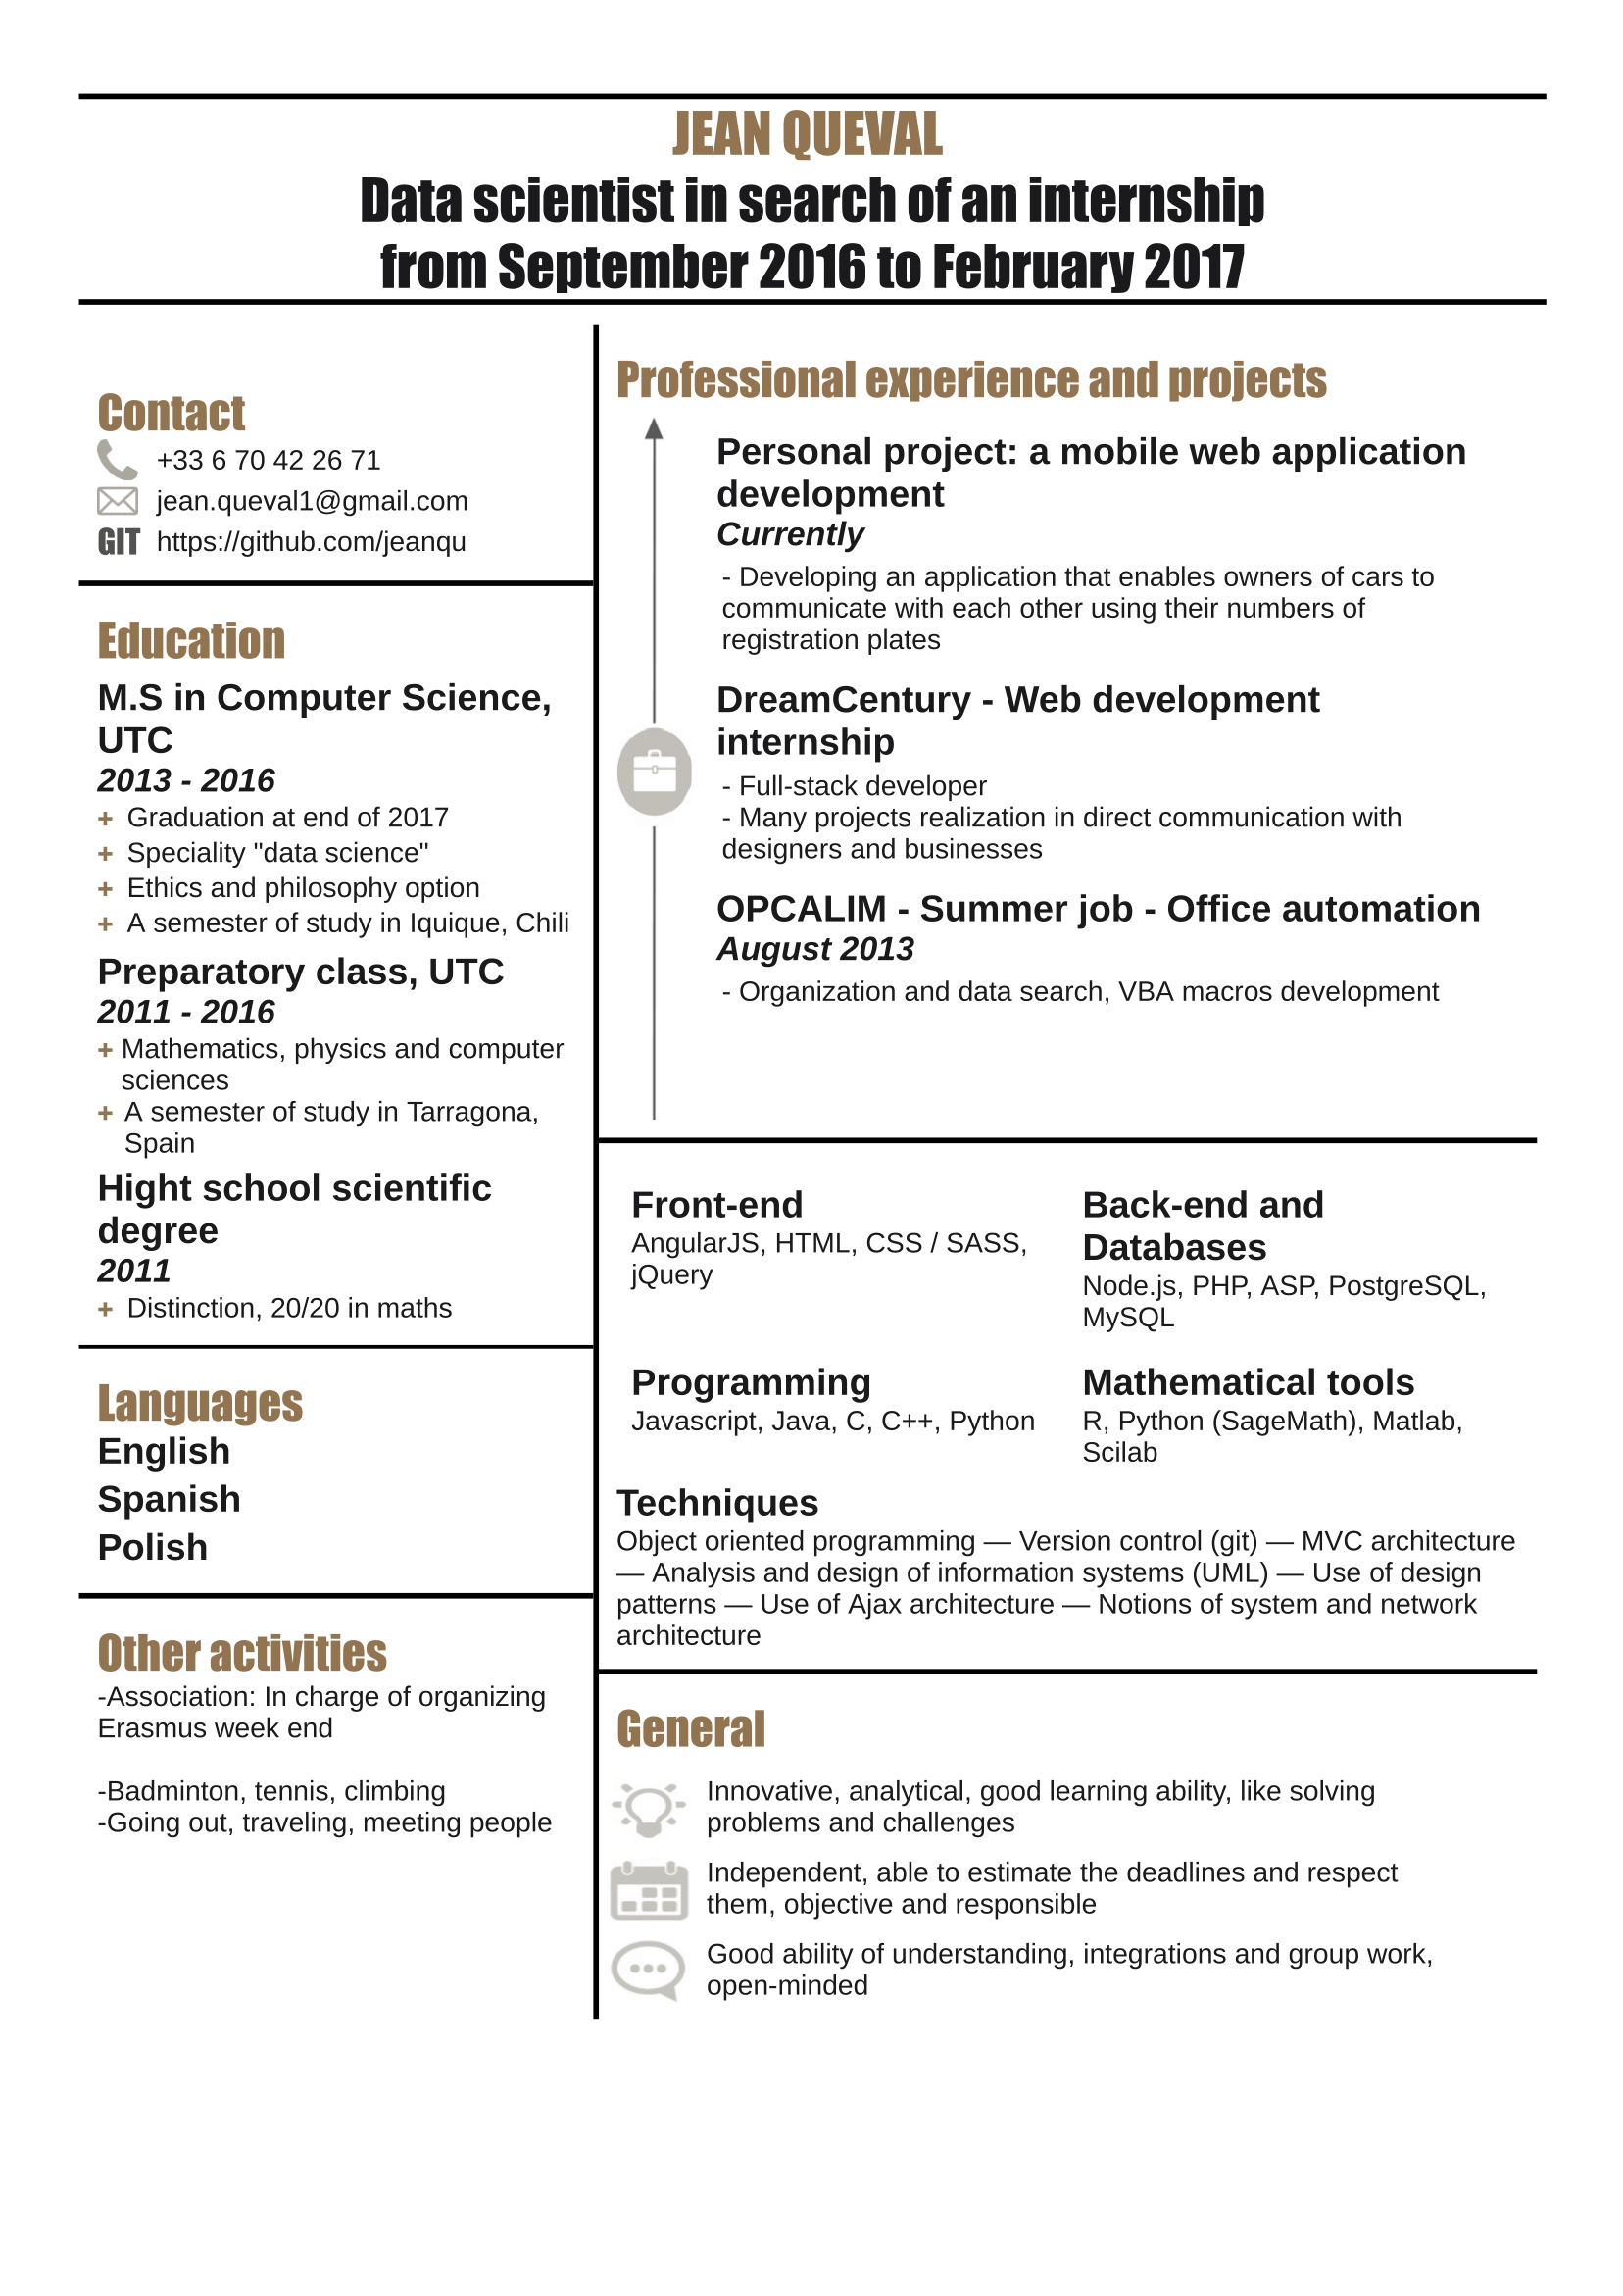 JEAN QUEVAL
Data scientist in search of an internship
from September 2016 to February 2017
Contact
+33 6 70 42 26 71
jean.queval1@gmail.com
GIT https://github.com/jeanqu
Education
M.S in Computer Science,
UTC
2013 - 2016
+ Graduation at end of 2017
+ Speciality "data science"
+ Ethics and philosophy option
+ A semester of study in Iquique, Chili
Preparatory class, UTC
2011 - 2016
+ Mathematics, physics and computer
sciences
+ A semester of study in Tarragona,
Spain
Hight school scientific
degree
2011
+ Distinction, 20/20 in maths
Languages
English
Spanish
Polish
Other activities
-Association: In charge of organizing
Erasmus week end
-Badminton, tennis, climbing
-Going out, traveling, meeting people
Professional experience and projects
Personal project: a mobile web application
development
Currently
- Developing an application that enables owners of cars to
communicate with each other using their numbers of
registration plates
DreamCentury - Web development
internship
- Full-stack developer
- Many projects realization in direct communication with
designers and businesses
OPCALIM - Summer job - Office automation
August 2013
- Organization and data search, VBA macros development
Front-end
AngularJS, HTML, CSS / SASS,
jQuery
Back-end and
Databases
Node.js, PHP, ASP, PostgreSQL,
MySQL
Programming
Javascript, Java, C, C++, Python
Mathematical tools
R, Python (SageMath), Matlab,
Scilab
Techniques
Object oriented programming — Version control (git) — MVC architecture
— Analysis and design of information systems (UML) — Use of design
patterns — Use of Ajax architecture — Notions of system and network
architecture
General
Innovative, analytical, good learning ability, like solving
problems and challenges
Independent, able to estimate the deadlines and respect
them, objective and responsible
Good ability of understanding, integrations and group work,
open-minded